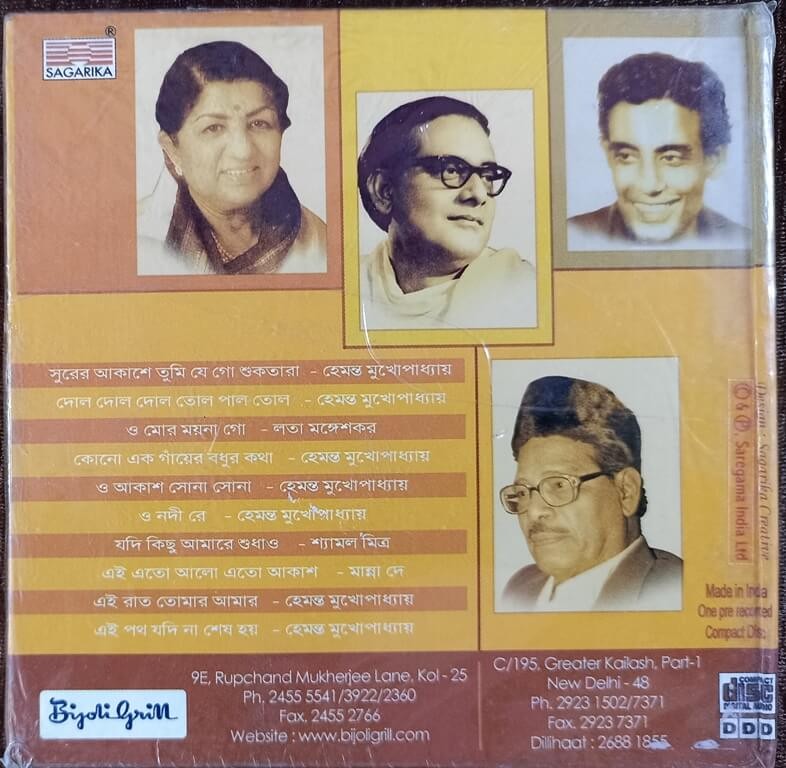 ®
SAGARIKA
সুরের আকাশে তুমি যে গো শুকতারা - হেমন্ত মুখোপাধ্যায়
দোল দোল দোল তোল পাল তোল - হেমন্ত মুখোপাধ্যায়
ও মোর ময়না গো - লতা মঙ্গেশকর
কোনো এক গাঁয়ের বধুর কথা - হেমন্ত মুখোপাধ্যায়
ও আকাশ সোনা সোনা - হেমন্ত মুখোপাধ্যায়
ও নদী রে - হেমন্ত মুখোপাধ্যায়
যদি কিছু আমারে শুধাও - শ্যামল মিত্র
এই এতো আলো এতো আকাশ - মান্না দে
এই রাত তোমার আমার - হেমন্ত মুখোপাধ্যায়
এই পথ যদি না শেষ হয় - হেমন্ত মুখোপাধ্যায়
Design : Sagarika Creative
© & ℗ : Saregama India Ltd
Made in India
One pre recorded
Compact Disc
Bijoli Grill
9E, Rupchand Mukherjee Lane, Kol - 25
Ph. 2455 5541/3922/2360
Fax. 2455 2766
Website : www.bijoligrill.com
C/195, Greater Kailash, Part-1
New Delhi - 48
Ph. 2923 1502/7371
Fax. 2923 7371
Dillihaat : 2688 1855
COMPACT
disc
DIGITAL AUDIO
DDD